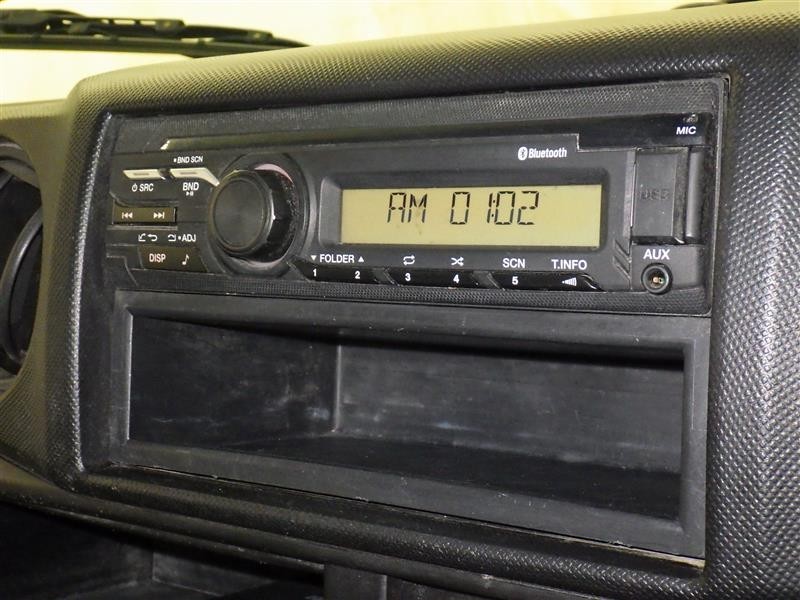 MIC
• BND SCN
Bluetooth
SRC
BND
USB
AM 01:02
• ADJ
DISP
▼ FOLDER ▲
SCN
T.INFO
AUX
1 2 3 4 5